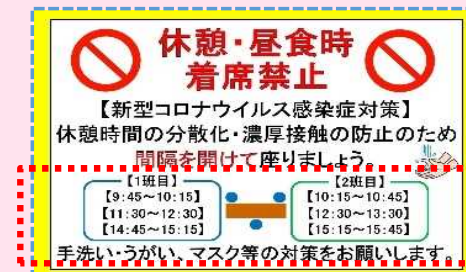 休憩・昼食時
着席禁止
【新型コロナウイルス感染症対策】
休憩時間の分散化・濃厚接触の防止のため
間隔を開けて座りましょう。
【1班目】
【9:45～10:15】
【11:30～12:30】
【14:45～15:15】
【2班目】
【10:15～10:45】
【12:30～13:30】
【15:15～15:45】
手洗い・うがい、マスク等の対策をお願いします。